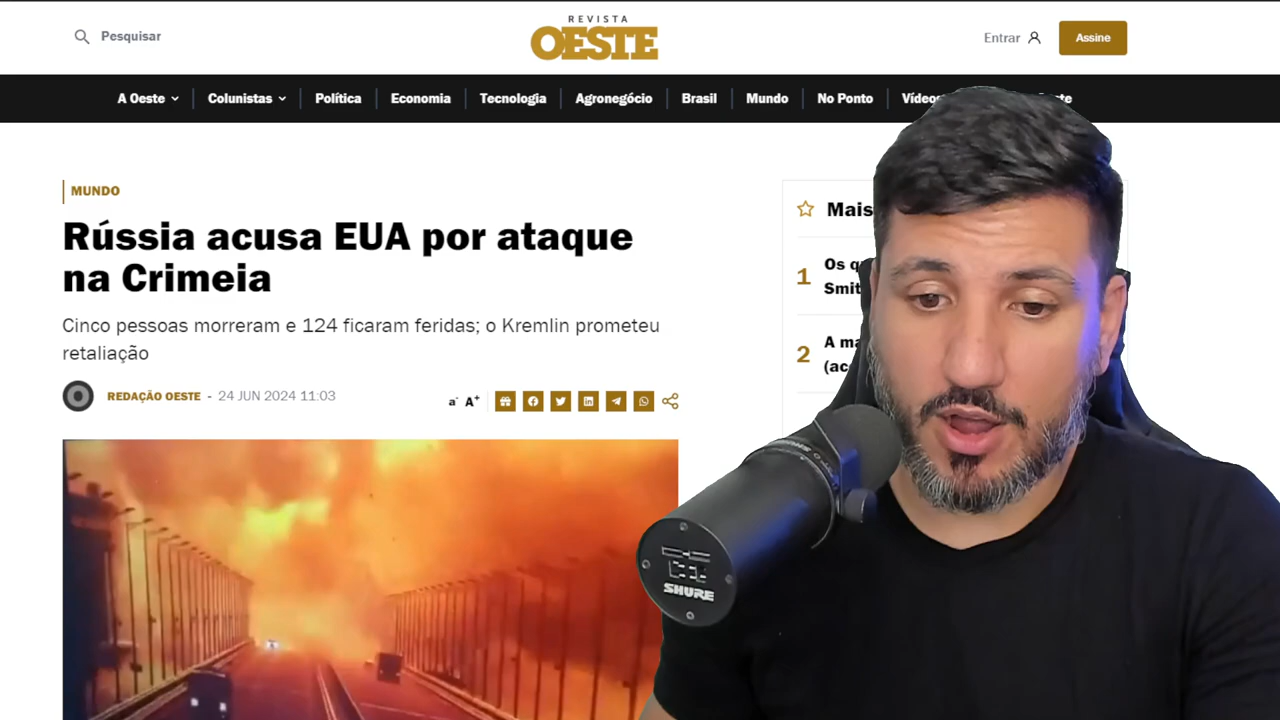 Pesquisar
REVISTA
OESTE
Entrar
Assine
A Oeste
Colunistas
Política
Economia
Tecnologia
Agronegócio
Brasil
Mundo
No Ponto
MUNDO
Rússia acusa EUA por ataque
na Crimeia
Cinco pessoas morreram e 124 ficaram feridas; o Kremlin prometeu
retaliação
REDAÇÃO OESTE - 24 JUN 2024 11:03
a- A+
Mais
1
Os
2
A
SHURE